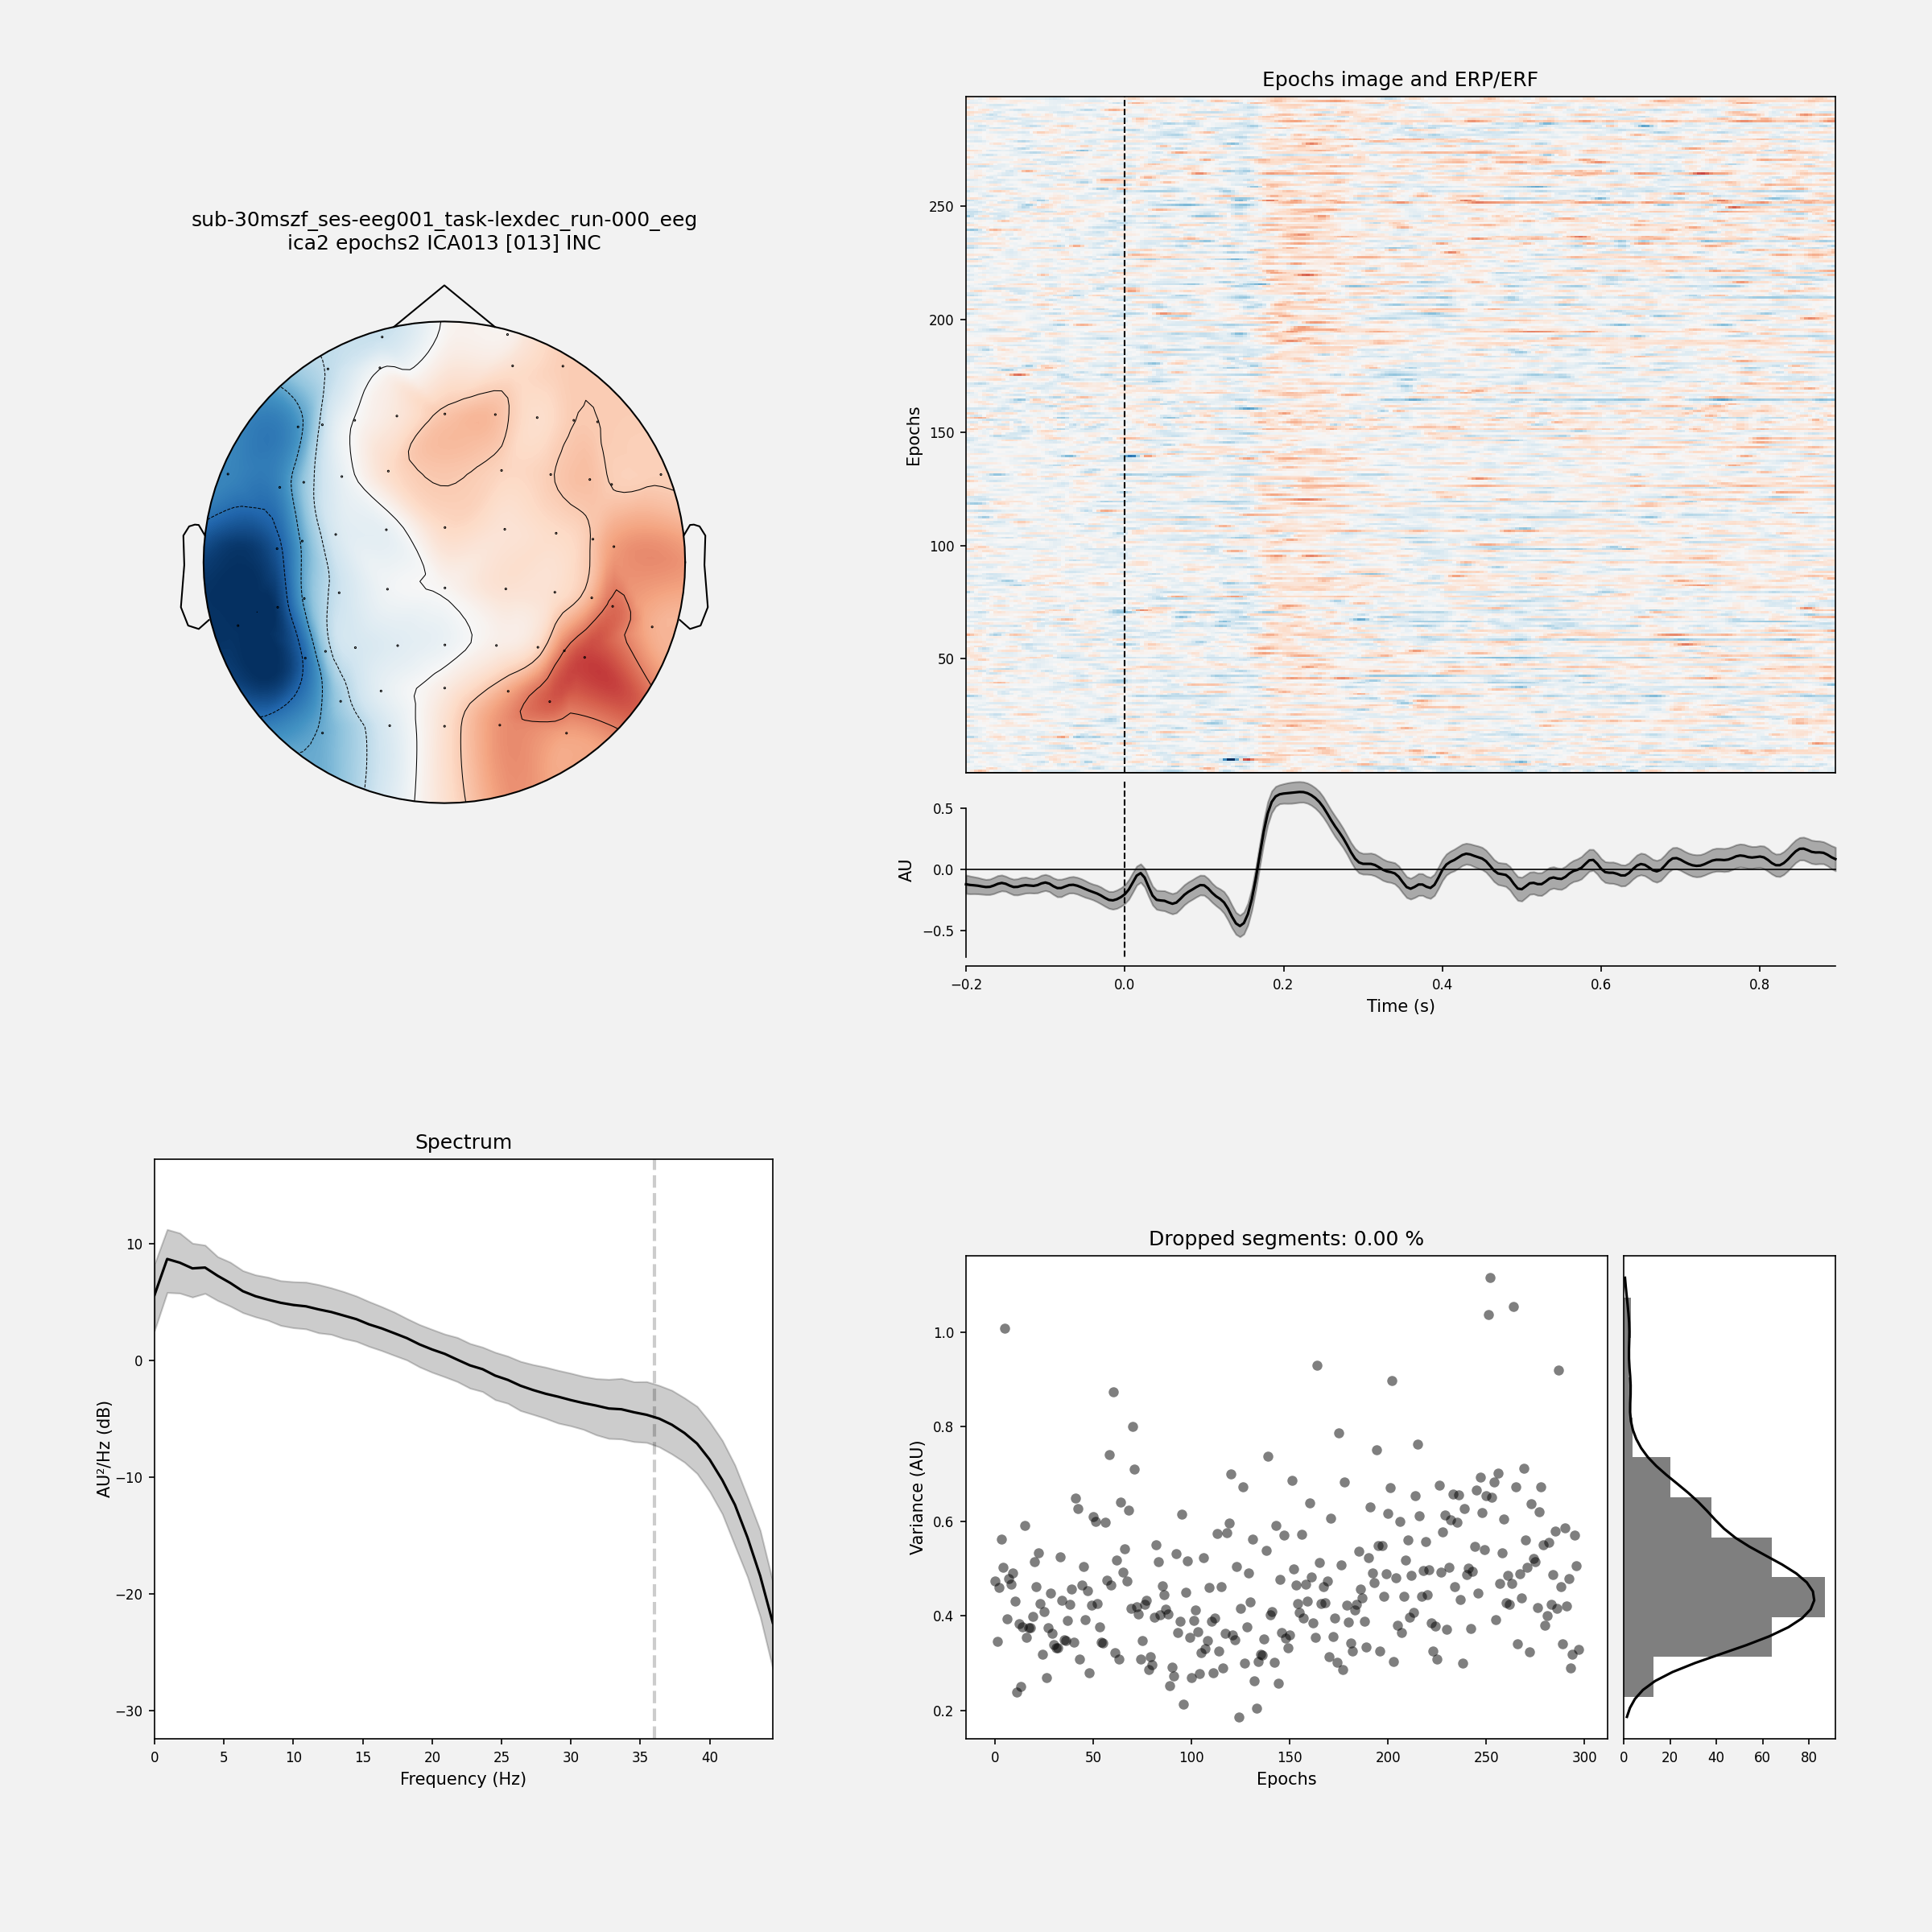 sub-30mszf_ses-eeg001_task-lexdec_run-000_eeg
ica2 epochs2 ICA013 [013] INC
Epochs image and ERP/ERF
Epochs
250
200
150
100
50
AU
0.5
0.0
−0.5
−0.2 0.0 0.2 0.4 0.6 0.8
Time (s)
Spectrum
AU²/Hz (dB)
10
0
−10
−20
−30
0 5 10 15 20 25 30 35 40
Frequency (Hz)
Dropped segments: 0.00 %
Variance (AU)
1.0
0.8
0.6
0.4
0.2
0 50 100 150 200 250 300
Epochs
0 20 40 60 80